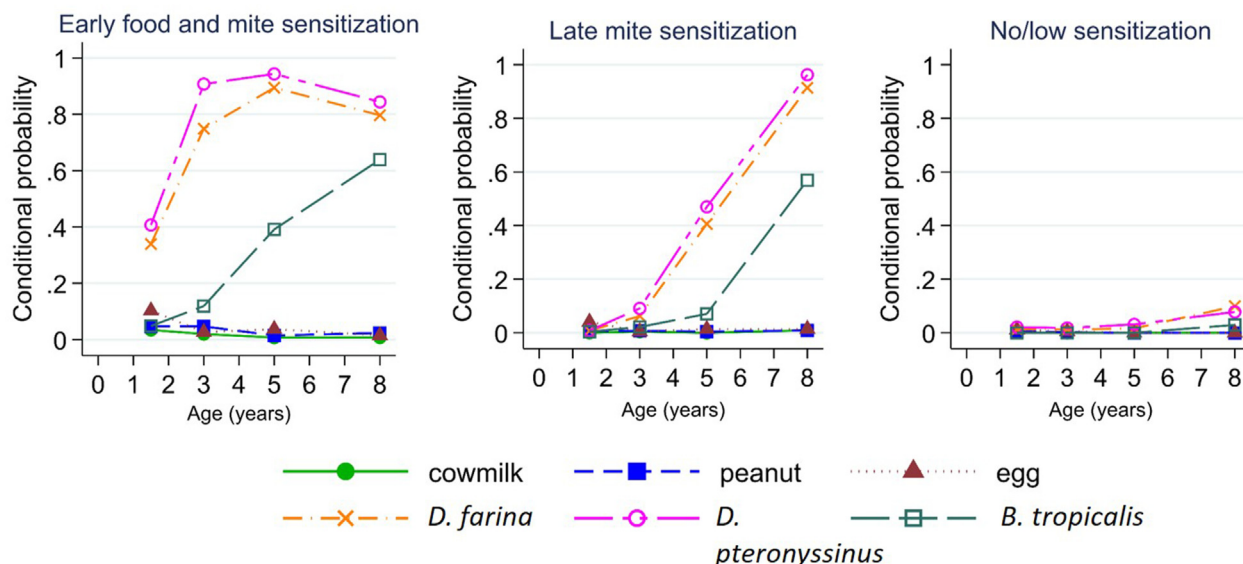 Early food and mite sensitization
Late mite sensitization
No/low sensitization
Conditional probability
1
.8
.6
.4
.2
0
0 1 2 3 4 5 6 7 8
Age (years)
Conditional probability
1
.8
.6
.4
.2
0
0 1 2 3 4 5 6 7 8
Age (years)
Conditional probability
1
.8
.6
.4
.2
0
0 1 2 3 4 5 6 7 8
Age (years)
cowmilk
peanut
egg
D. farina
D.
pteronyssinus
B. tropicalis